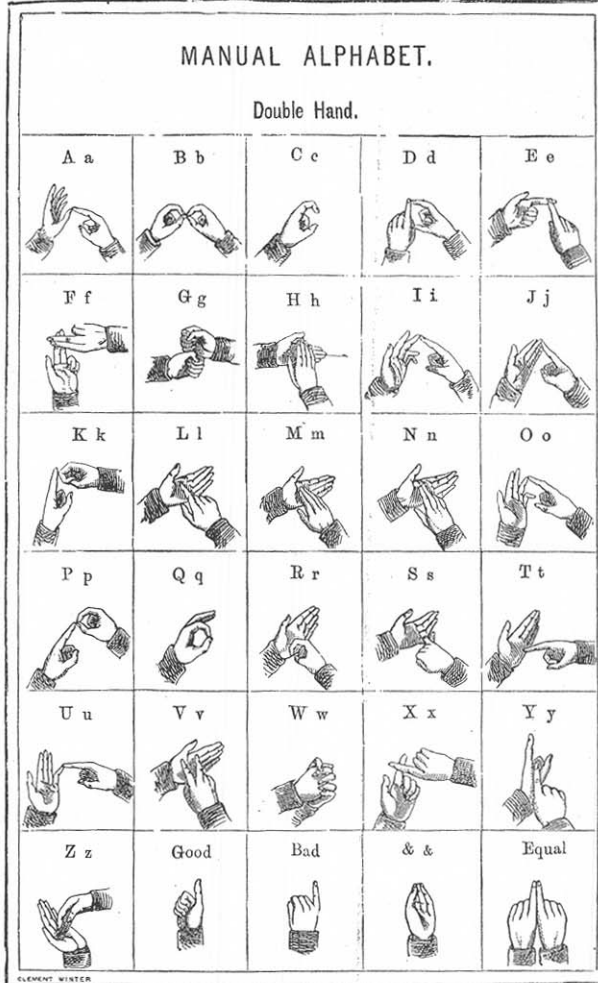 MANUAL ALPHABET.
Double Hand.
A a B b C c D d E e
F f G g H h I i J j
K k L l M m N n O o
P p Q q R r S s T t
U u V v W w X x Y y
Z z Good Bad & & Equal
CLEMENT WINTER